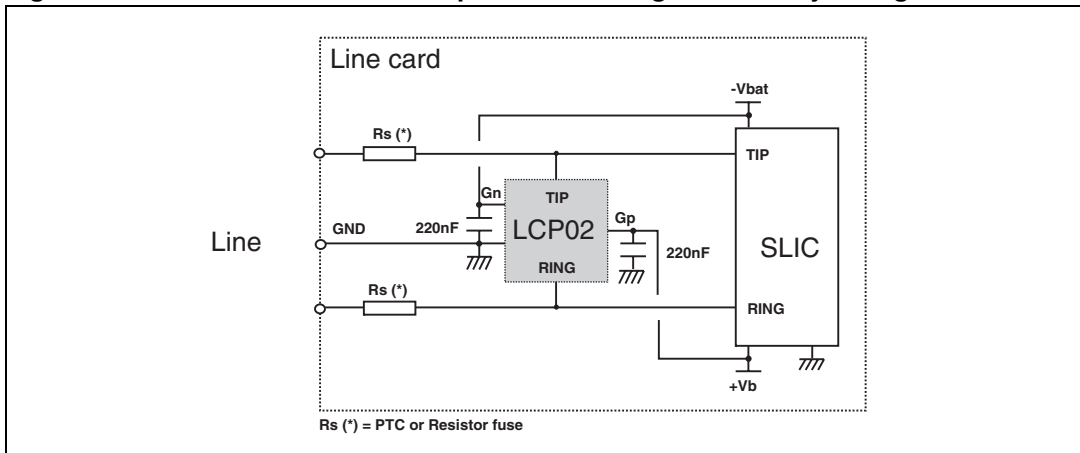 Line card
-Vbat
Rs (*)
TIP
Gn
TIP
Gp
GND
220nF
LCP02
Line
220nF
SLIC
RING
Rs (*)
RING
+Vb
Rs (*) = PTC or Resistor fuse